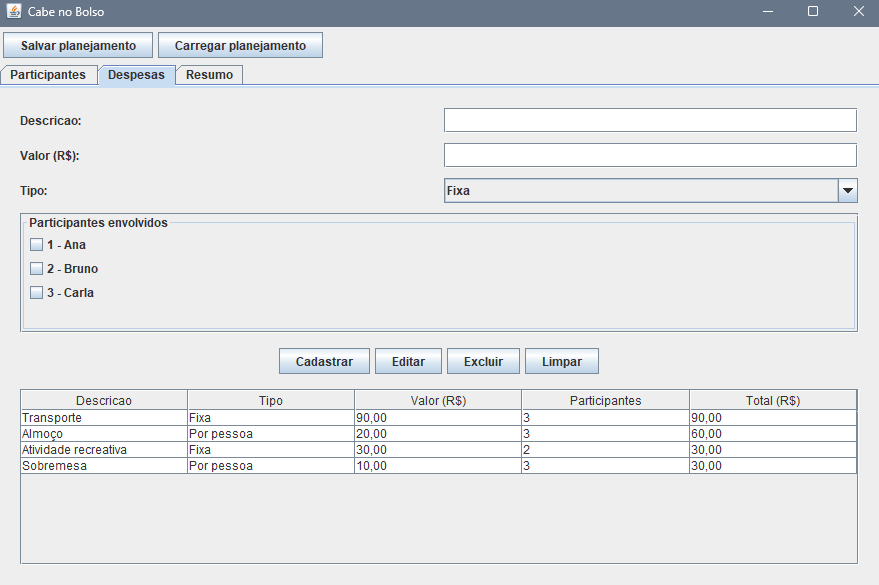 Cabe no Bolso
Salvar planejamento Carregar planejamento
Participantes Despesas Resumo
Descricao:
Valor (R$):
Tipo: Fixa
Participantes envolvidos
1 - Ana
2 - Bruno
3 - Carla
Cadastrar Editar Excluir Limpar
Descricao Tipo Valor (R$) Participantes Total (R$)
Transporte Fixa 90,00 3 90,00
Almoço Por pessoa 20,00 3 60,00
Atividade recreativa Fixa 30,00 2 30,00
Sobremesa Por pessoa 10,00 3 30,00